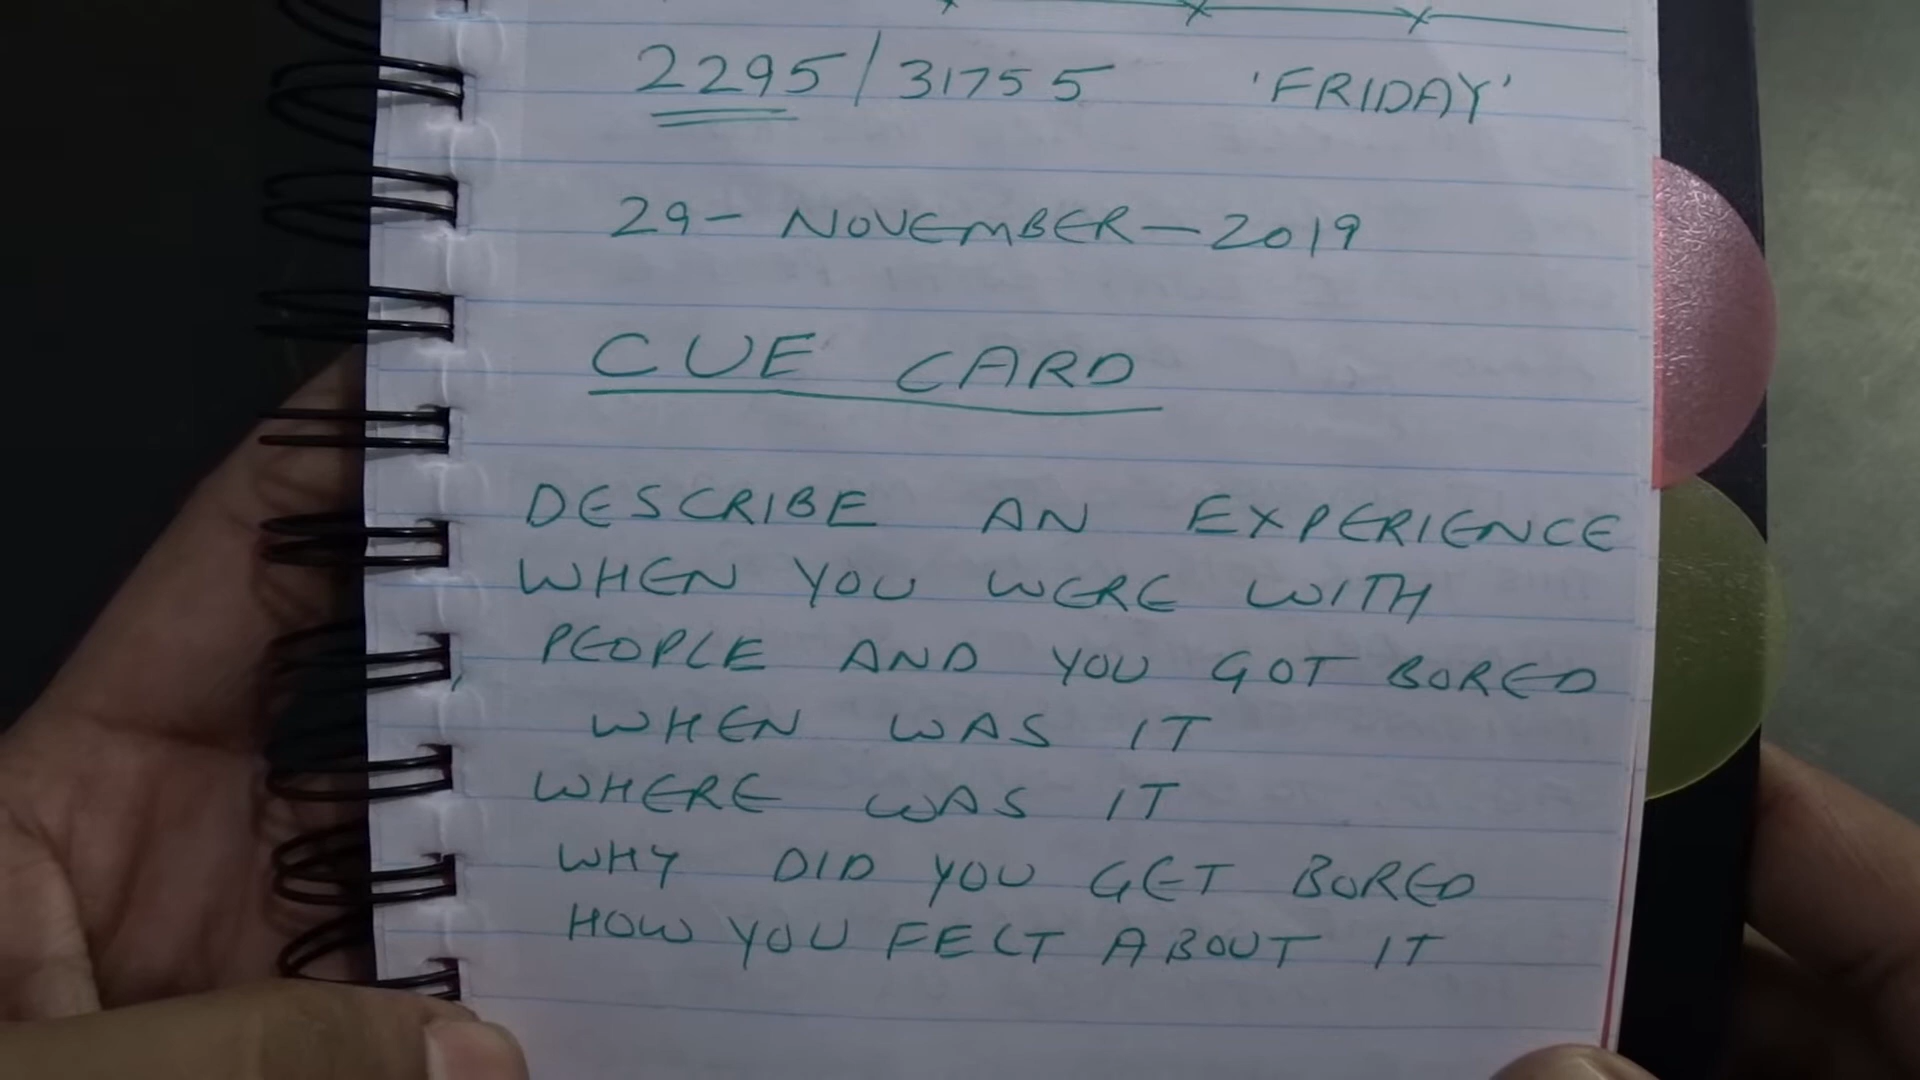 2295/31755 'FRIDAY'
29-NOVEMBER-2019
CUE CARD
DESCRIBE AN EXPERIENCE
WHEN YOU WERE WITH
PEOPLE AND YOU GOT BORED
WHEN WAS IT
WHERE WAS IT
WHY DID YOU GET BORED
HOW YOU FELT ABOUT IT